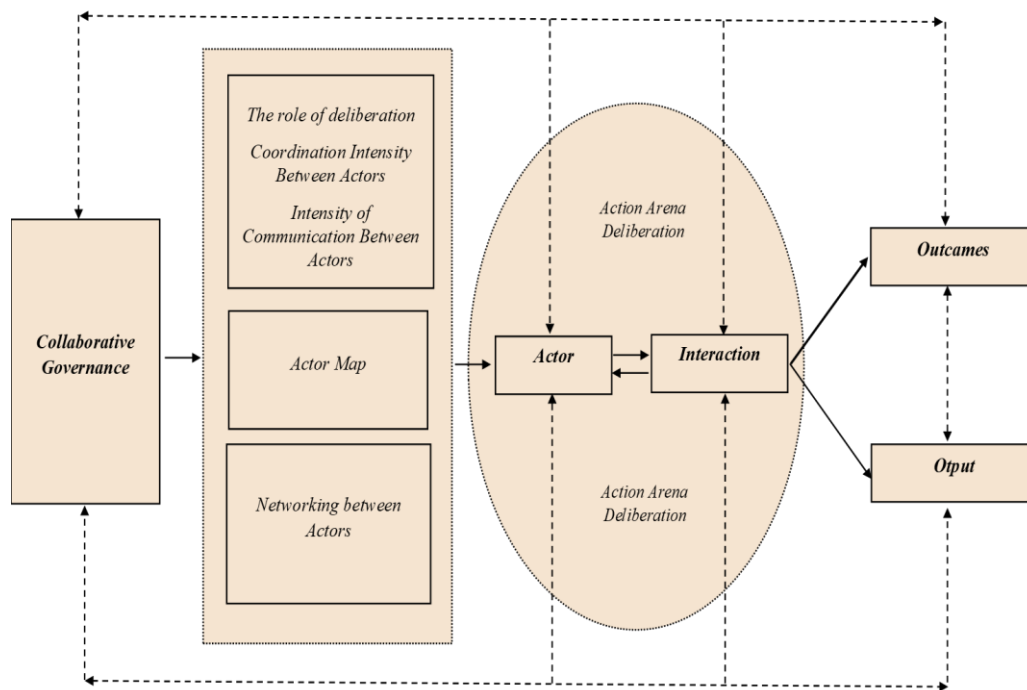 Collaborative
Governance
The role of deliberation
Coordination Intensity
Between Actors
Intensity of
Communication Between
Actors
Actor Map
Networking between
Actors
Action Arena
Deliberation
Actor
Interaction
Action Arena
Deliberation
Outcames
Otput